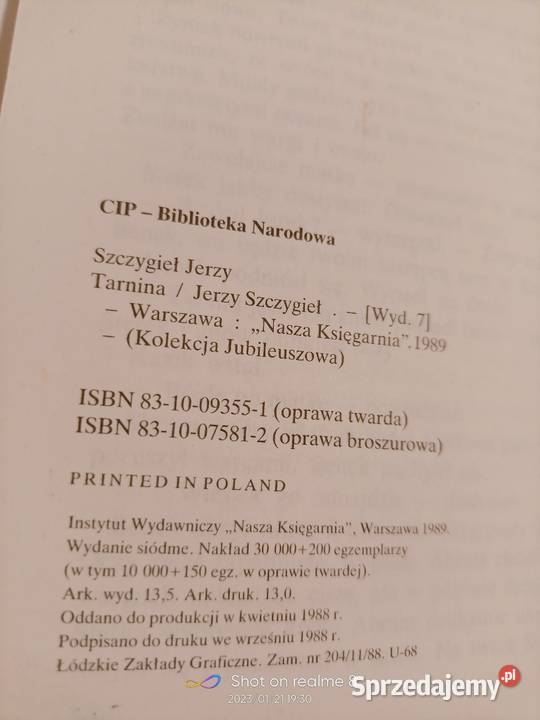 CIP – Biblioteka Narodowa
Szczygieł Jerzy
Tarnina / Jerzy Szczygieł . – [Wyd. 7]
– Warszawa : „Nasza Księgarnia”, 1989
– (Kolekcja Jubileuszowa)
ISBN 83-10-09355-1 (oprawa twarda)
ISBN 83-10-07581-2 (oprawa broszurowa)
PRINTED IN POLAND
Instytut Wydawniczy „Nasza Księgarnia”, Warszawa 1989.
Wydanie siódme. Nakład 30 000+200 egzemplarzy
(w tym 10 000+150 egz. w oprawie twardej).
Ark. wyd. 13,5. Ark. druk. 13,0.
Oddano do produkcji w kwietniu 1988 r.
Podpisano do druku we wrześniu 1988 r.
Łódzkie Zakłady Graficzne. Zam. nr 204/11/88. U-68
Shot on realme 8
2023.01.21 19:30
Sprzedajemy.pl